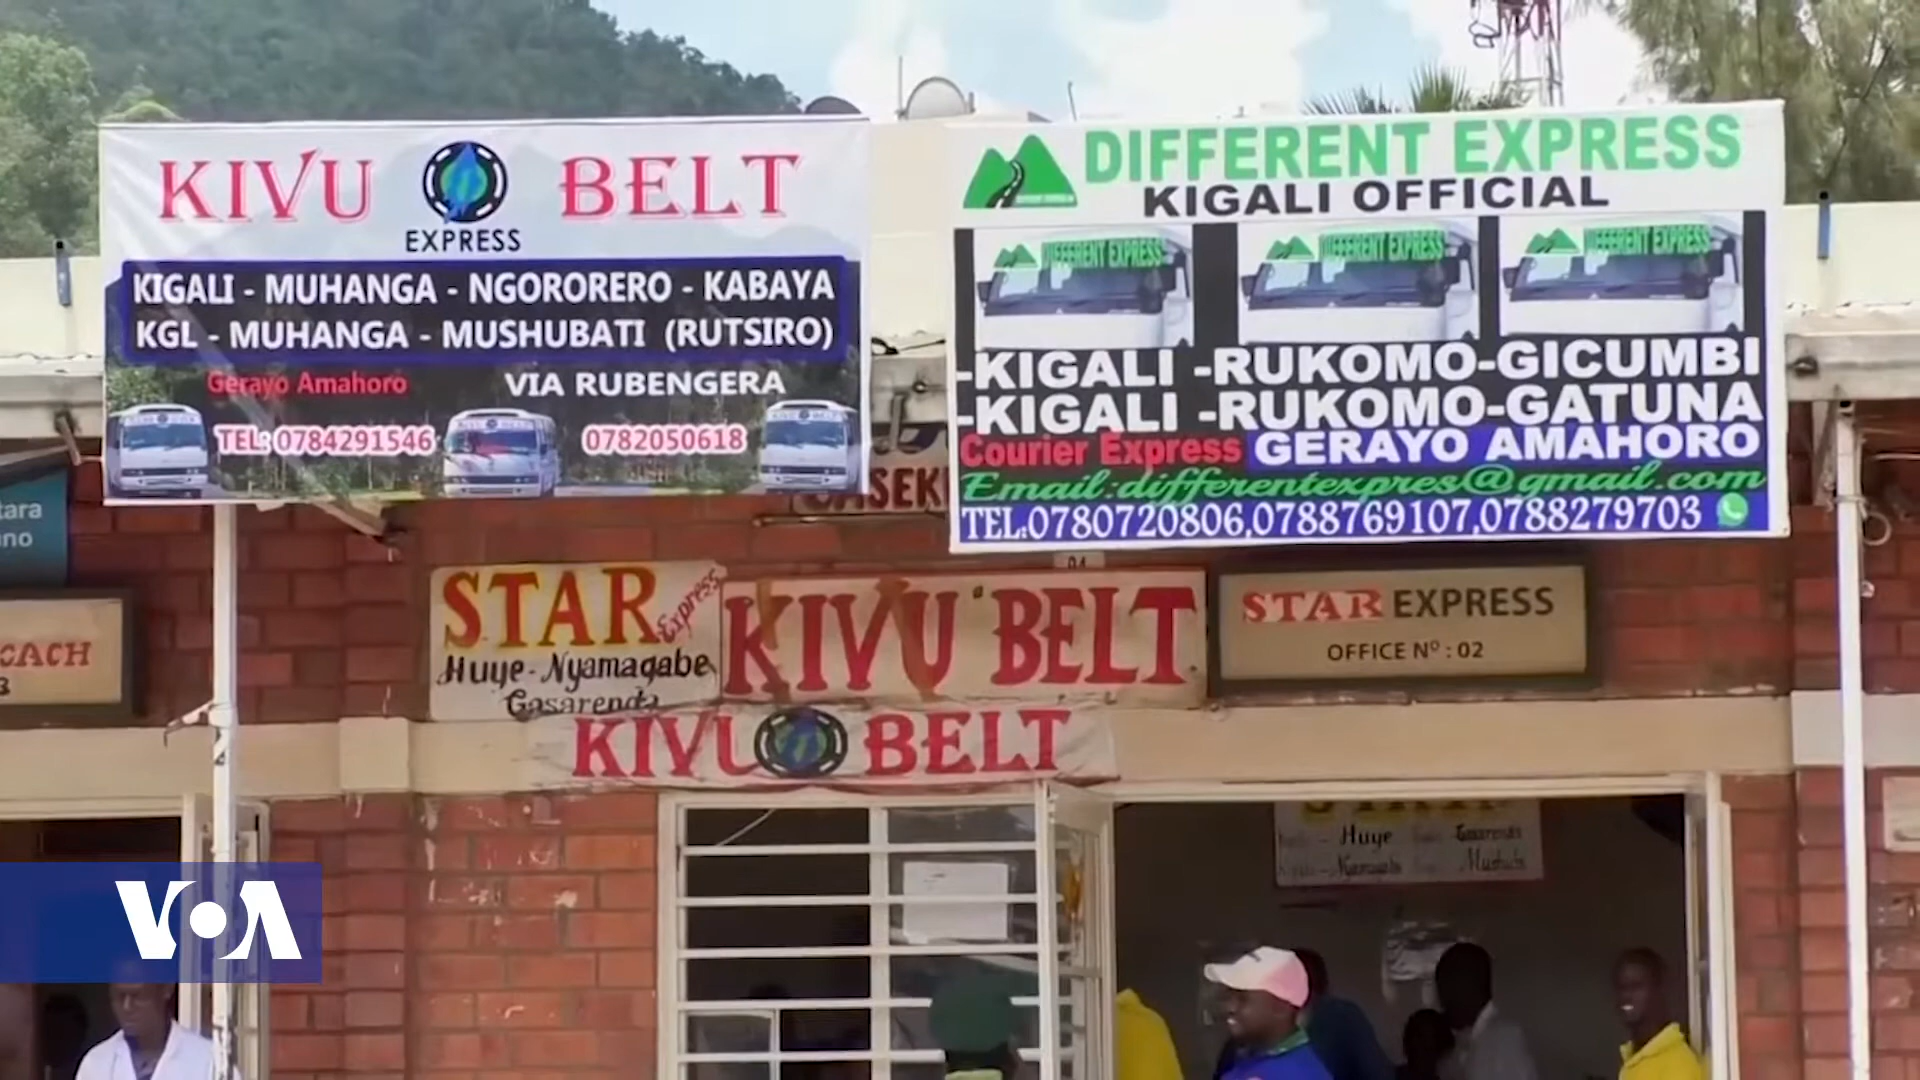 KIVU BELT
EXPRESS
KIGALI - MUHANGA - NGORORERO - KABAYA
KGL - MUHANGA - MUSHUBATI (RUTSIRO)
Gerayo Amahoro VIA RUBENGERA
TEL: 0784291546 0782050618
KIVU BELT
DIFFERENT EXPRESS
KIGALI OFFICIAL
DIFFERENT EXPRESS DIFFERENT EXPRESS DIFFERENT EXPRESS
-KIGALI -RUKOMO-GICUMBI
-KIGALI -RUKOMO-GATUNA
Courier Express GERAYO AMAHORO
Email:differentexpres@gmail.com
TEL:0780720806,0788769107,0788279703
STAR Express
Huye-Nyamagabe
Gasarenda
KIVU BELT
STAR EXPRESS
OFFICE Nº : 02
KIVU BELT
Huye
VOA